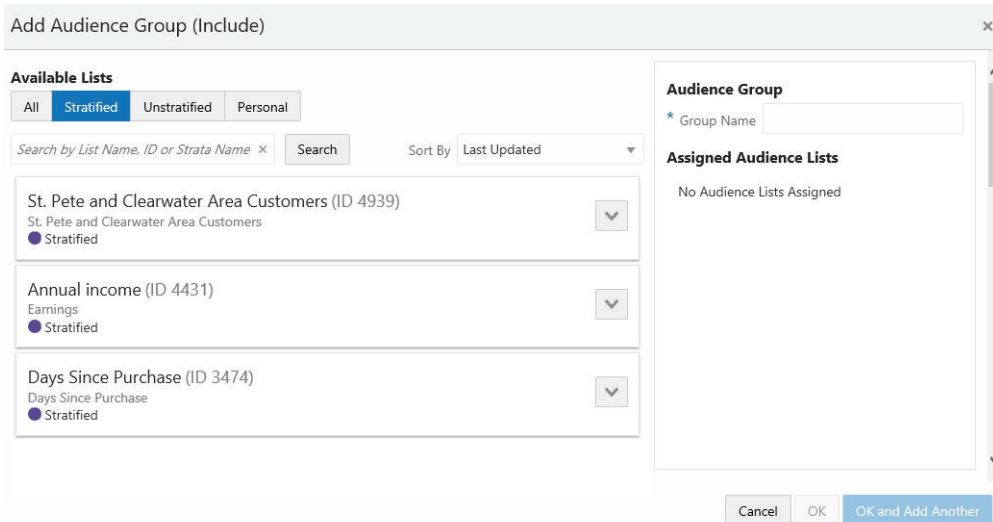 Add Audience Group (Include) ×
Available Lists
All Stratified Unstratified Personal
Search by List Name, ID or Strata Name × Search Sort By Last Updated
St. Pete and Clearwater Area Customers (ID 4939)
St. Pete and Clearwater Area Customers
Stratified
Annual income (ID 4431)
Earnings
Stratified
Days Since Purchase (ID 3474)
Days Since Purchase
Stratified
Audience Group
* Group Name
Assigned Audience Lists
No Audience Lists Assigned
Cancel OK OK and Add Another